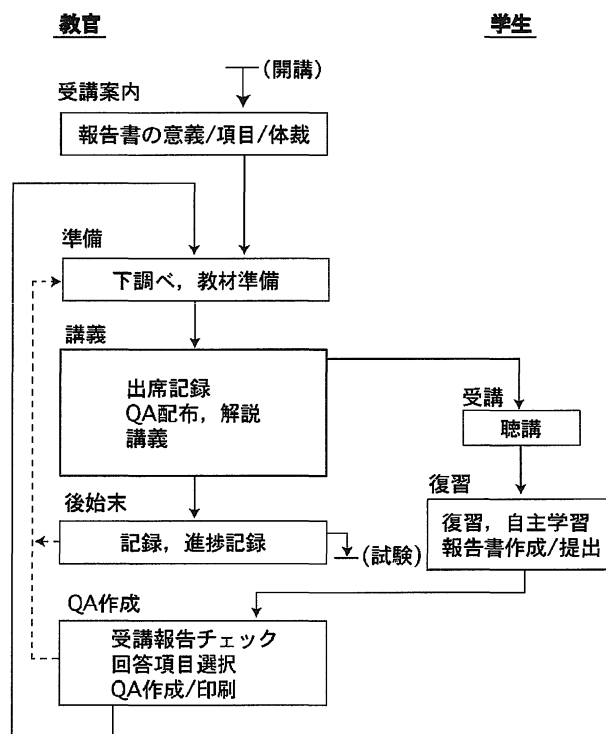 教官
学生
(開講)
受講案内
報告書の意義/項目/体裁
準備
下調べ，教材準備
講義
出席記録
QA配布，解説
講義
受講
聴講
復習
復習，自主学習
報告書作成/提出
後始末
記録，進捗記録
(試験)
QA作成
受講報告チェック
回答項目選択
QA作成/印刷